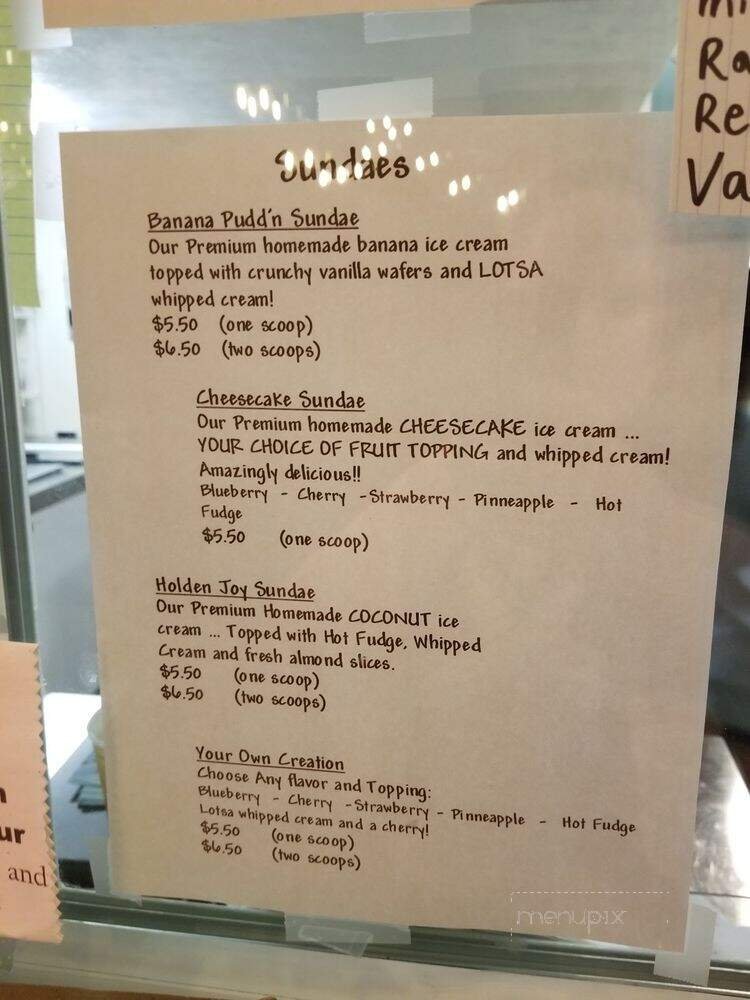 Sundaes
Banana Pudd'n Sundae
Our Premium homemade banana ice cream
topped with crunchy vanilla wafers and LOTSA
whipped cream!
$5.50 (one scoop)
$6.50 (two scoops)
Cheesecake Sundae
Our Premium homemade CHEESECAKE ice cream ...
YOUR CHOICE OF FRUIT TOPPING and whipped cream!
Amazingly delicious!!
Blueberry - Cherry -Strawberry - Pinneapple - Hot
Fudge
$5.50 (one scoop)
Holden Joy Sundae
Our Premium Homemade COCONUT ice
cream ... Topped with Hot Fudge, Whipped
Cream and fresh almond slices.
$5.50 (one scoop)
$6.50 (two scoops)
Your Own Creation
Choose Any flavor and Topping:
Blueberry - Cherry -Strawberry - Pinneapple - Hot Fudge
Lotsa whipped cream and a cherry!
$5.50 (one scoop)
$6.50 (two scoops)
Ra
Re
Va
ur
and
menupix